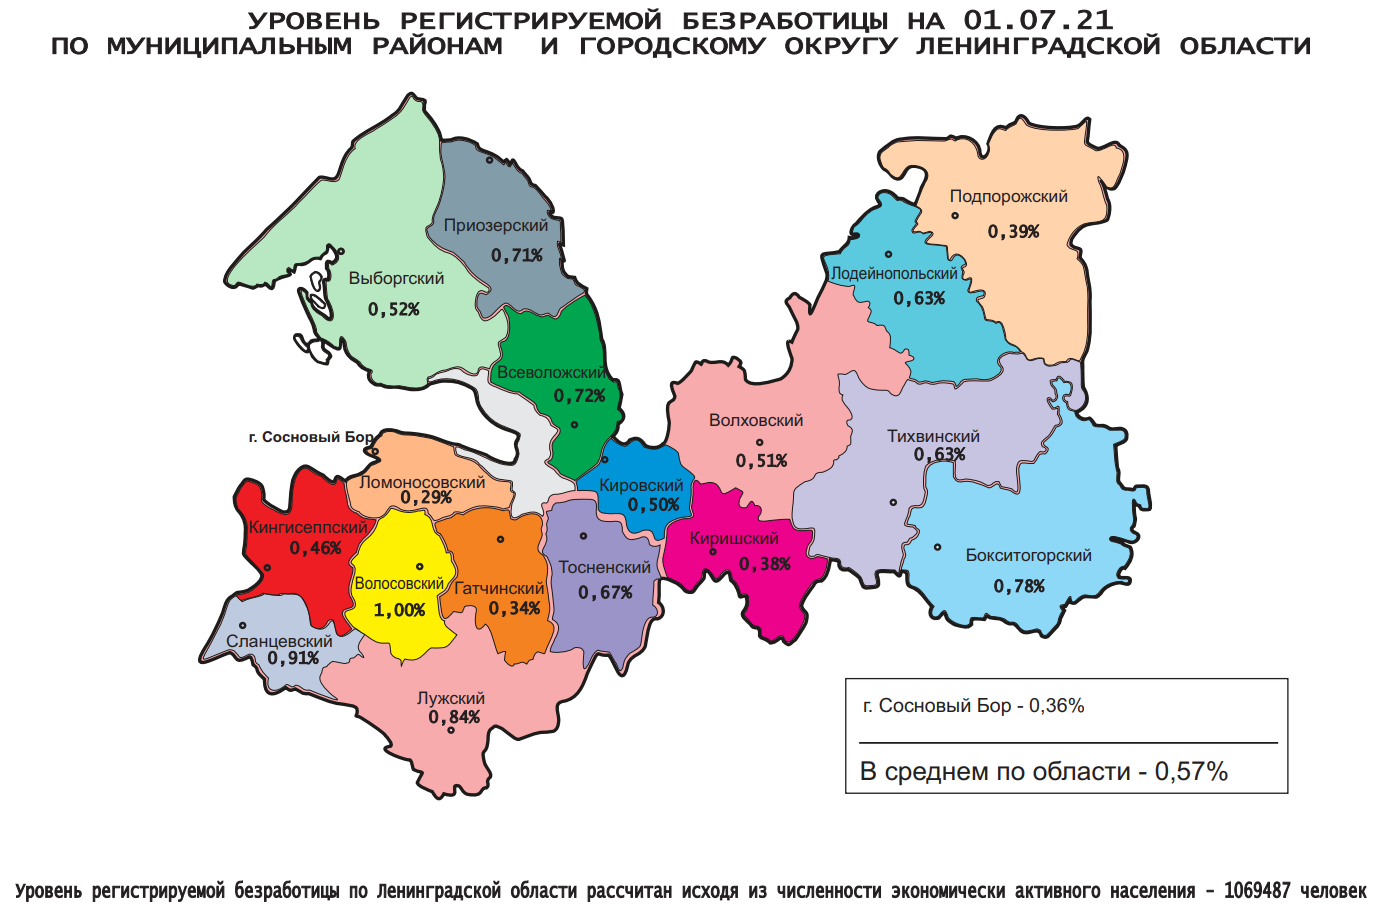 УРОВЕНЬ РЕГИСТРИРУЕМОЙ БЕЗРАБОТИЦЫ НА 01.07.21
ПО МУНИЦИПАЛЬНЫМ РАЙОНАМ И ГОРОДСКОМУ ОКРУГУ ЛЕНИНГРАДСКОЙ ОБЛАСТИ
Подпорожский
0,39%
Приозерский
0,71%
Лодейнопольский
0,63%
Выборгский
0,52%
Всеволожский
0,72%
Волховский
0,51%
Тихвинский
0,63%
г. Сосновый Бор
Ломоносовский
0,29%
Кировский
0,50%
Кингисеппский
0,46%
Киришский
0,38%
Бокситогорский
0,78%
Волосовский
1,00%
Гатчинский
0,34%
Тосненский
0,67%
Сланцевский
0,91%
Лужский
0,84%
г. Сосновый Бор - 0,36%
В среднем по области - 0,57%
Уровень регистрируемой безработицы по Ленинградской области рассчитан исходя из численности экономически активного населения - 1069487 человек